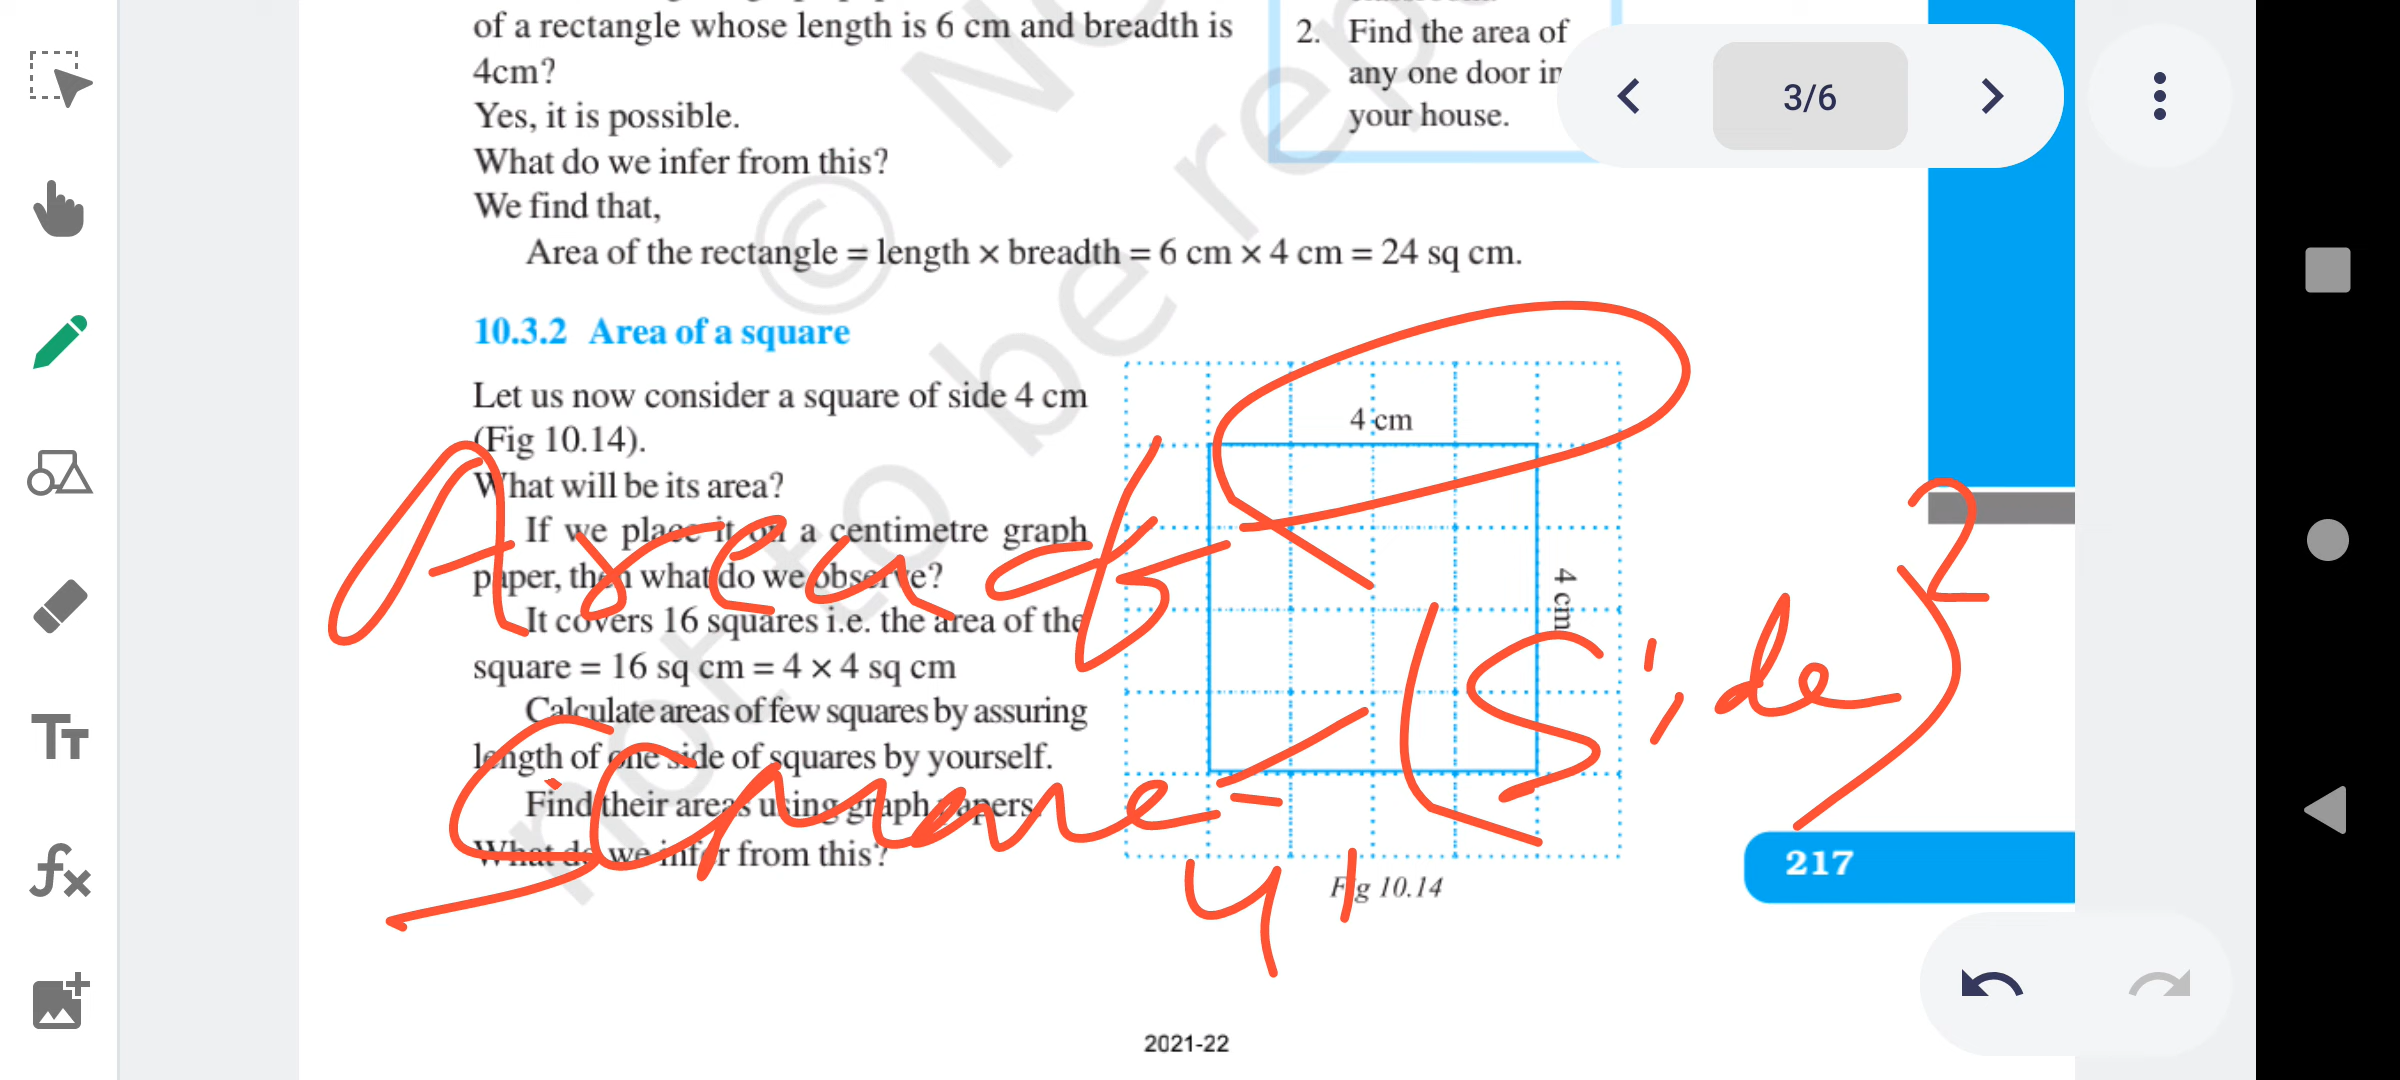 of a rectangle whose length is 6 cm and breadth is
4cm?
Yes, it is possible.
What do we infer from this?
We find that,
Area of the rectangle = length × breadth = 6 cm × 4 cm = 24 sq cm.
2. Find the area of
any one door in
your house.
3/6
10.3.2 Area of a square
Let us now consider a square of side 4 cm
(Fig 10.14).
What will be its area?
If we place it on a centimetre graph
paper, then what do we observe?
It covers 16 squares i.e. the area of the
square = 16 sq cm = 4 × 4 sq cm
Calculate areas of few squares by assuring
length of one side of squares by yourself.
Find their areas using graph papers.
What do we infer from this?
4 cm
4 cm
Fig 10.14
Area of
Square = (Side)2
4
217
2021-22
© NO
not to be rep
Tт
fx